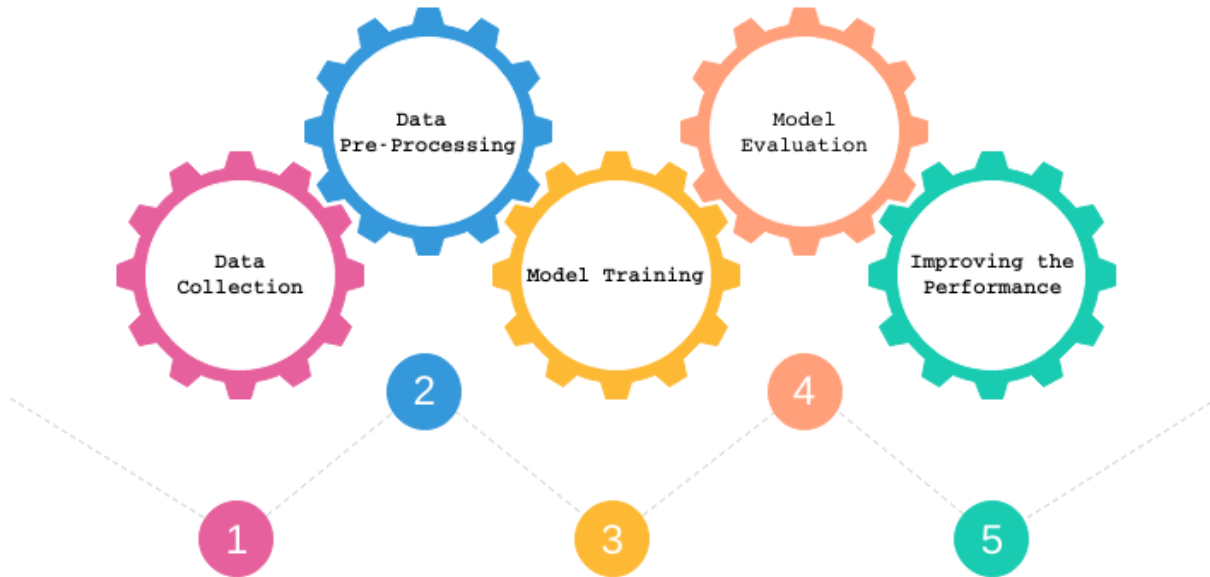 Data
Pre-Processing
Model
Evaluation
Data
Collection
Model Training
Improving the
Performance
2
4
1
3
5